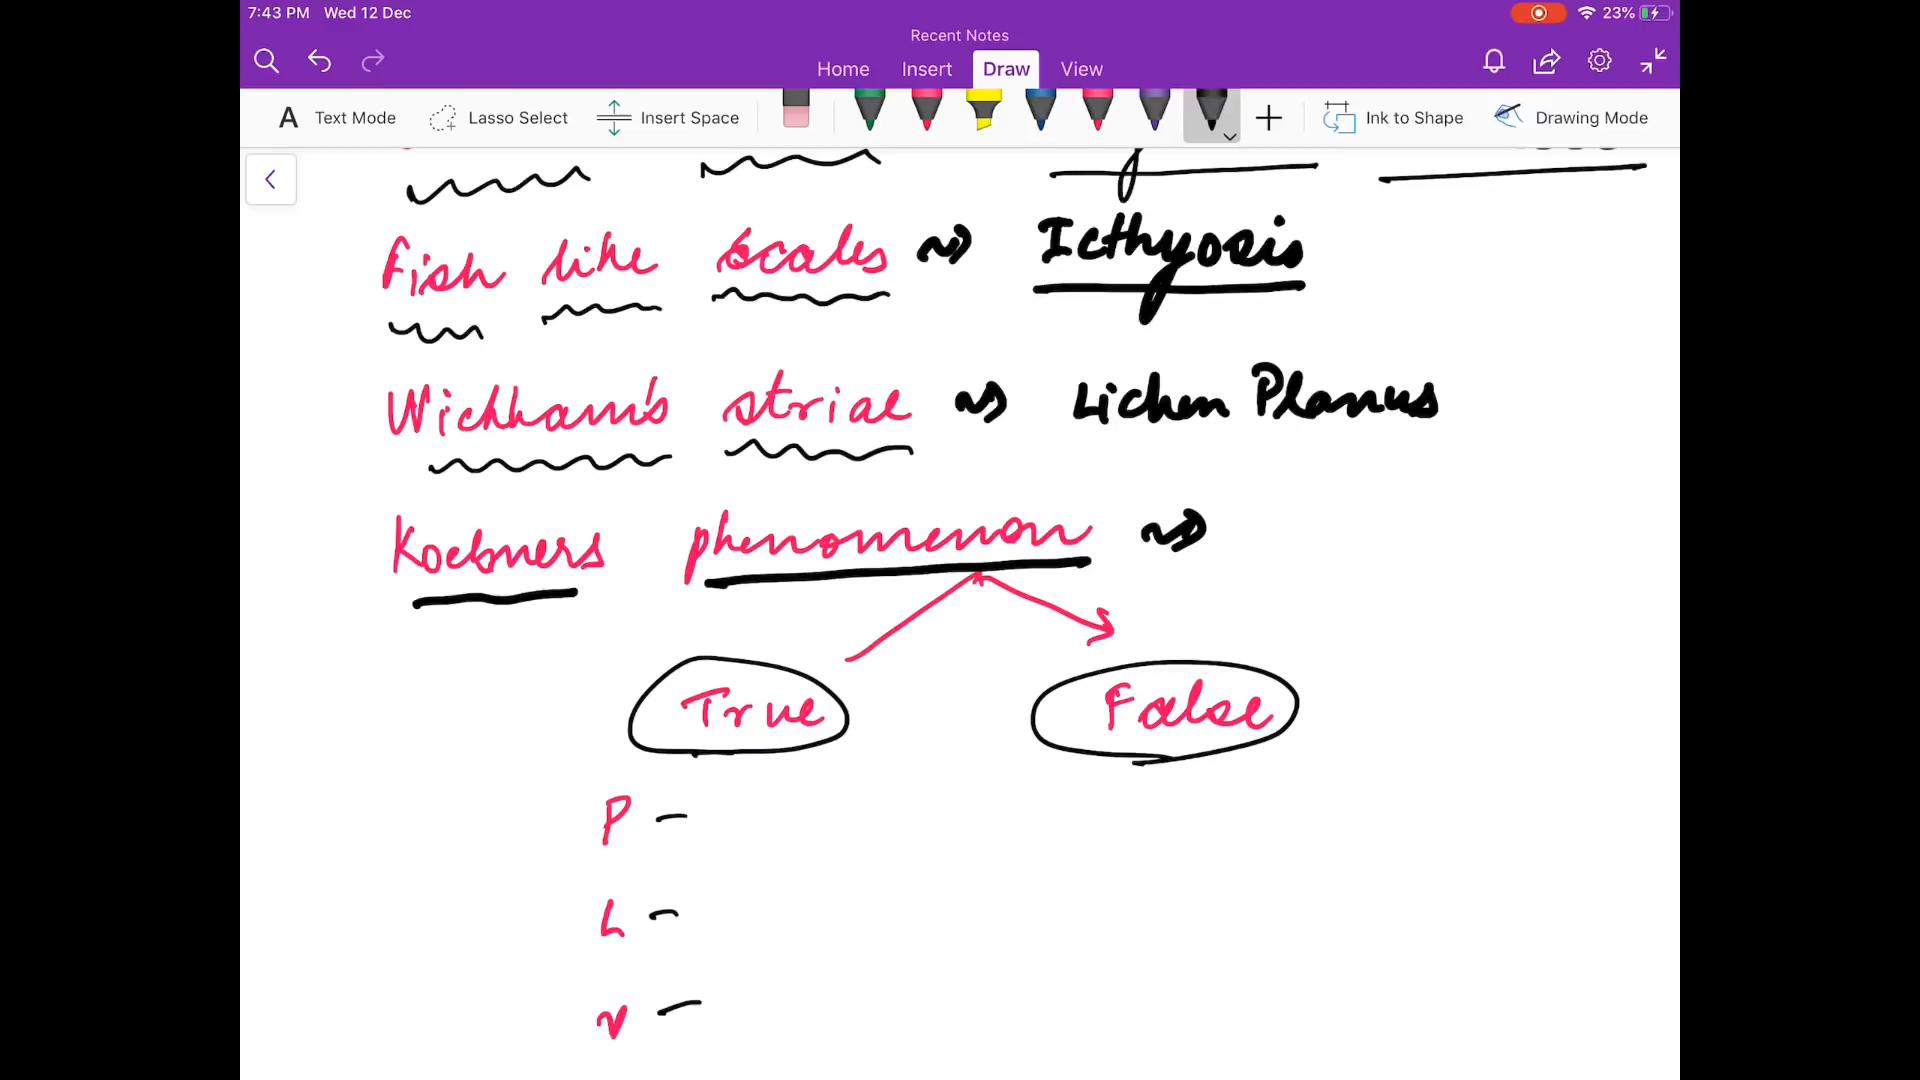 7:43 PM Wed 12 Dec 23%
Recent Notes
Home Insert Draw View
A Text Mode Lasso Select Insert Space Ink to Shape Drawing Mode
Fish like scales Icthyosis
Wickham's striae Lichen Planus
Koebners phenomenon
True False
P -
L -
V -